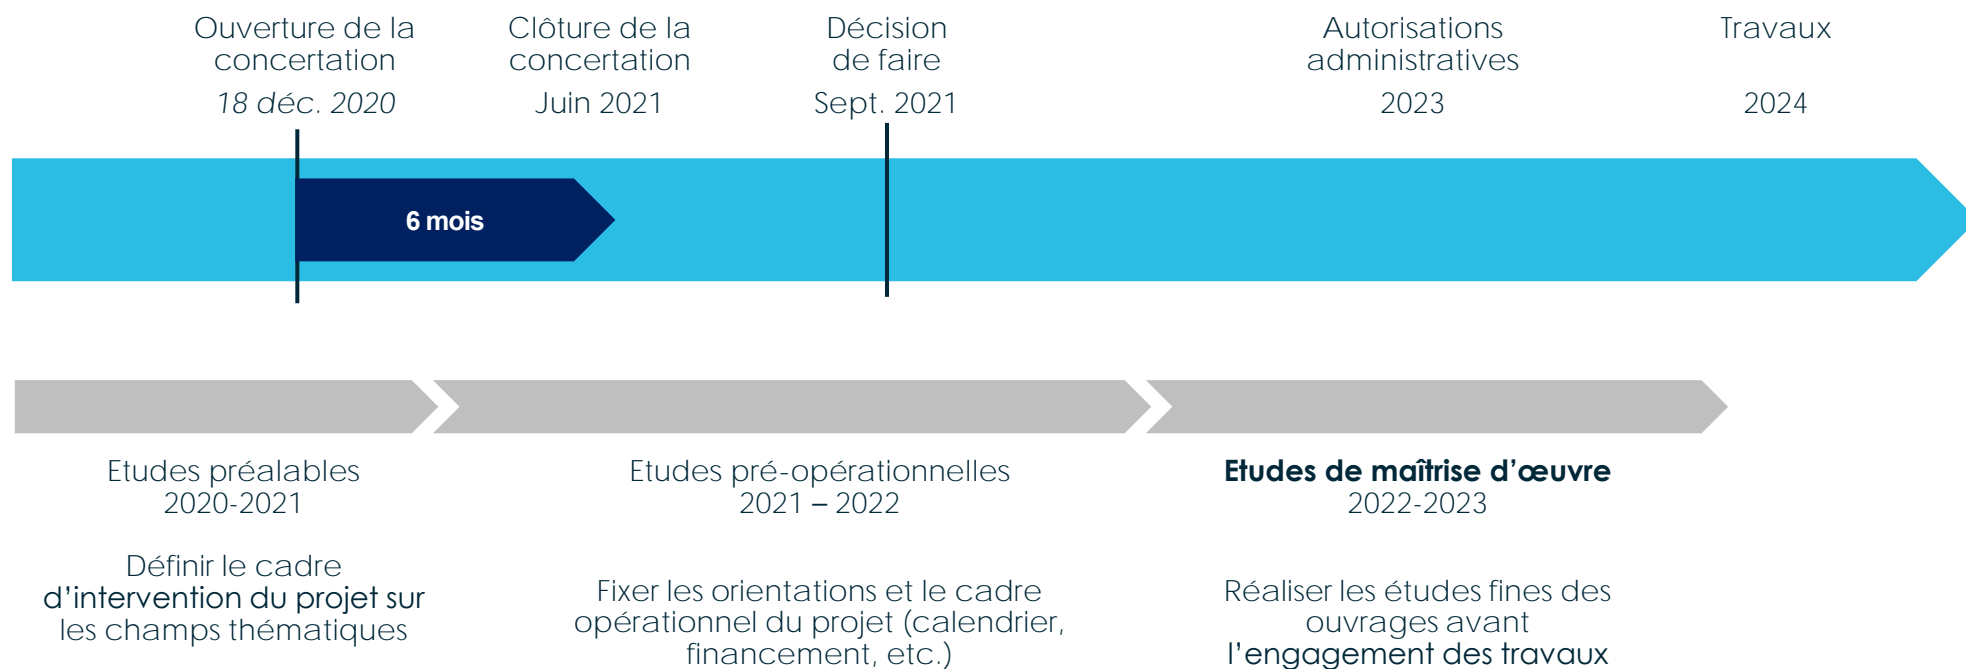 Ouverture de la
concertation
18 déc. 2020
Clôture de la
concertation
Juin 2021
Décision
de faire
Sept. 2021
Autorisations
administratives
2023
Travaux
2024
6 mois
Etudes préalables
2020-2021
Définir le cadre
d’intervention du projet sur
les champs thématiques
Etudes pré-opérationnelles
2021 – 2022
Fixer les orientations et le cadre
opérationnel du projet (calendrier,
financement, etc.)
Etudes de maîtrise d’œuvre
2022-2023
Réaliser les études fines des
ouvrages avant
l’engagement des travaux